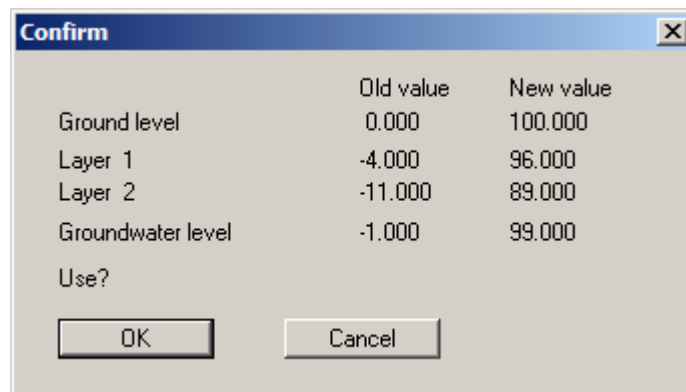 Confirm
Old value New value
Ground level 0.000 100.000
Layer 1 -4.000 96.000
Layer 2 -11.000 89.000
Groundwater level -1.000 99.000
Use?
OK Cancel